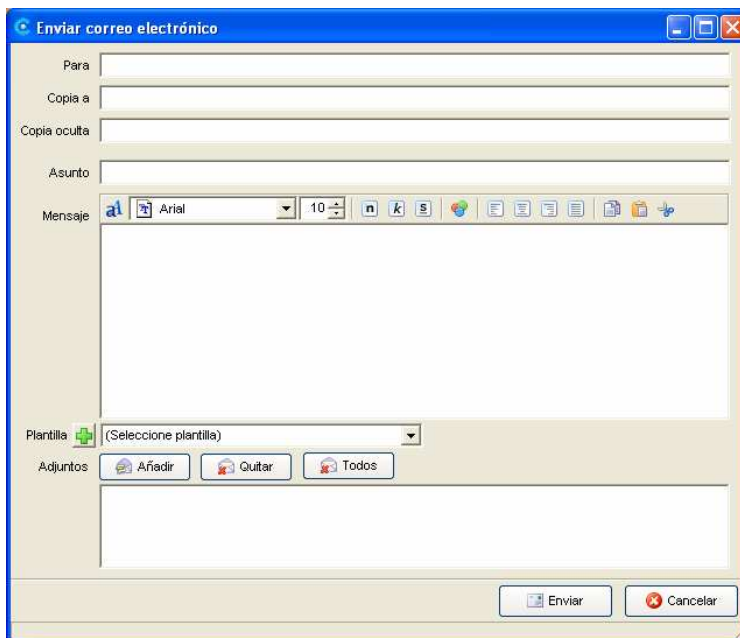 Enviar correo electrónico
Para
Copia a
Copia oculta
Asunto
Mensaje
Arial 10 n k s
Plantilla (Seleccione plantilla)
Adjuntos Añadir Quitar Todos
Enviar Cancelar